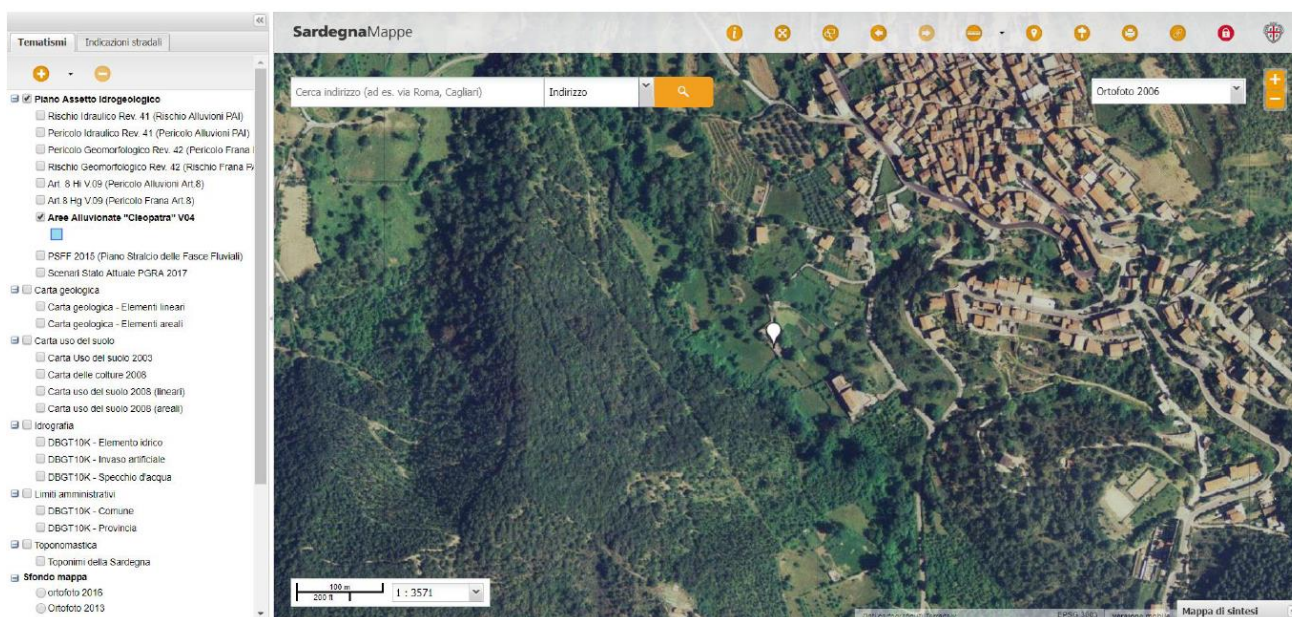 Tematismi
Indicazioni stradali
Piano Assetto Idrogeologico
Rischio Idraulico Rev. 41 (Rischio Alluvioni PAI)
Pericolo Idraulico Rev. 41 (Pericolo Alluvioni PAI)
Pericolo Geomorfologico Rev. 42 (Pericolo Frana
Rischio Geomorfologico Rev. 42 (Rischio Frana
Art. 8 Hi V.09 (Pericolo Alluvioni Art.8)
Art.8 Hg V.09 (Pericolo Frana Art.8)
Aree Alluvionate "Cleopatra" V04
PSFF 2015 (Piano Stralcio delle Fasce Fluviali)
Scenari Stato Attuale PGRA 2017
Carta geologica
Carta geologica - Elementi lineari
Carta geologica - Elementi areali
Carta uso del suolo
Carta Uso del suolo 2003
Carta delle colture 2008
Carta uso del suolo 2008 (lineari)
Carta uso del suolo 2008 (areali)
Idrografia
DBGT10K - Elemento idrico
DBGT10K - Invaso artificiale
DBGT10K - Specchio d'acqua
Limiti amministrativi
DBGT10K - Comune
DBGT10K - Provincia
Toponomastica
Toponimi della Sardegna
Sfondo mappa
ortofoto 2016
Ortofoto 2013
SardegnaMappe
Cerca indirizzo (ad es. via Roma, Cagliari)
Indirizzo
Ortofoto 2006
100 m
200 ft
1 : 3571
Mappa di sintesi